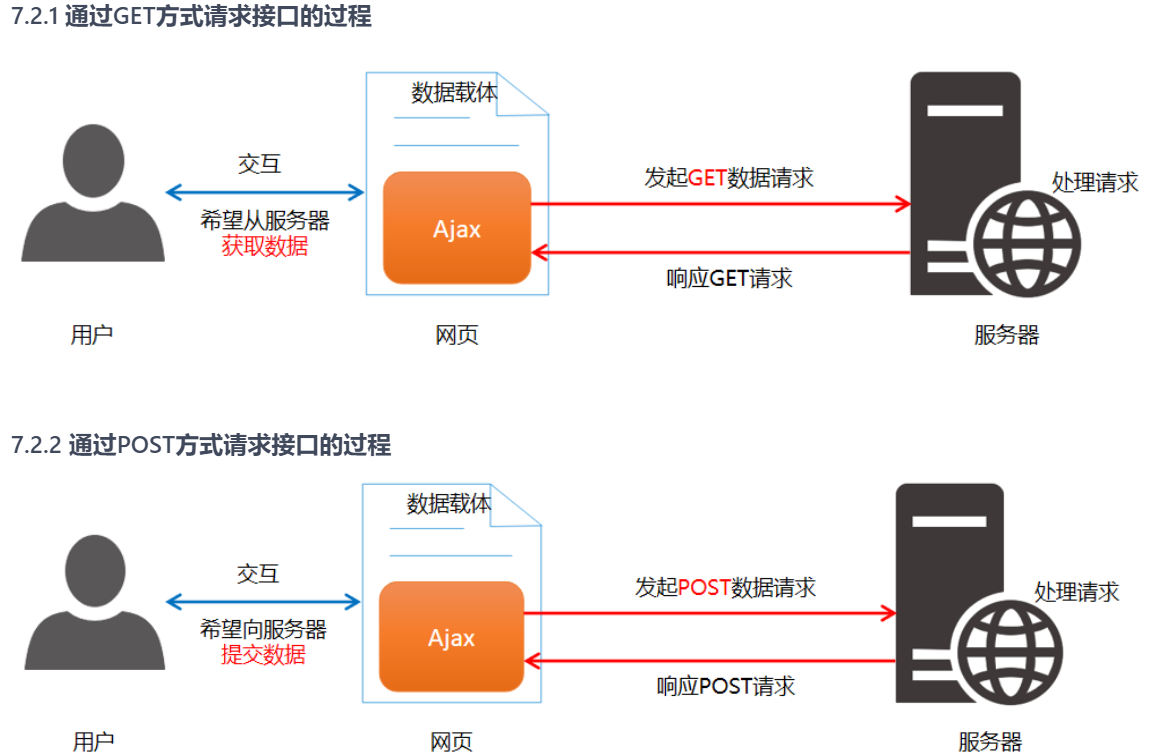 7.2.1 通过GET方式请求接口的过程
数据载体
交互
发起GET数据请求
处理请求
希望从服务器
获取数据
Ajax
响应GET请求
用户
网页
服务器
7.2.2 通过POST方式请求接口的过程
数据载体
交互
发起POST数据请求
处理请求
希望向服务器
提交数据
Ajax
响应POST请求
用户
网页
服务器